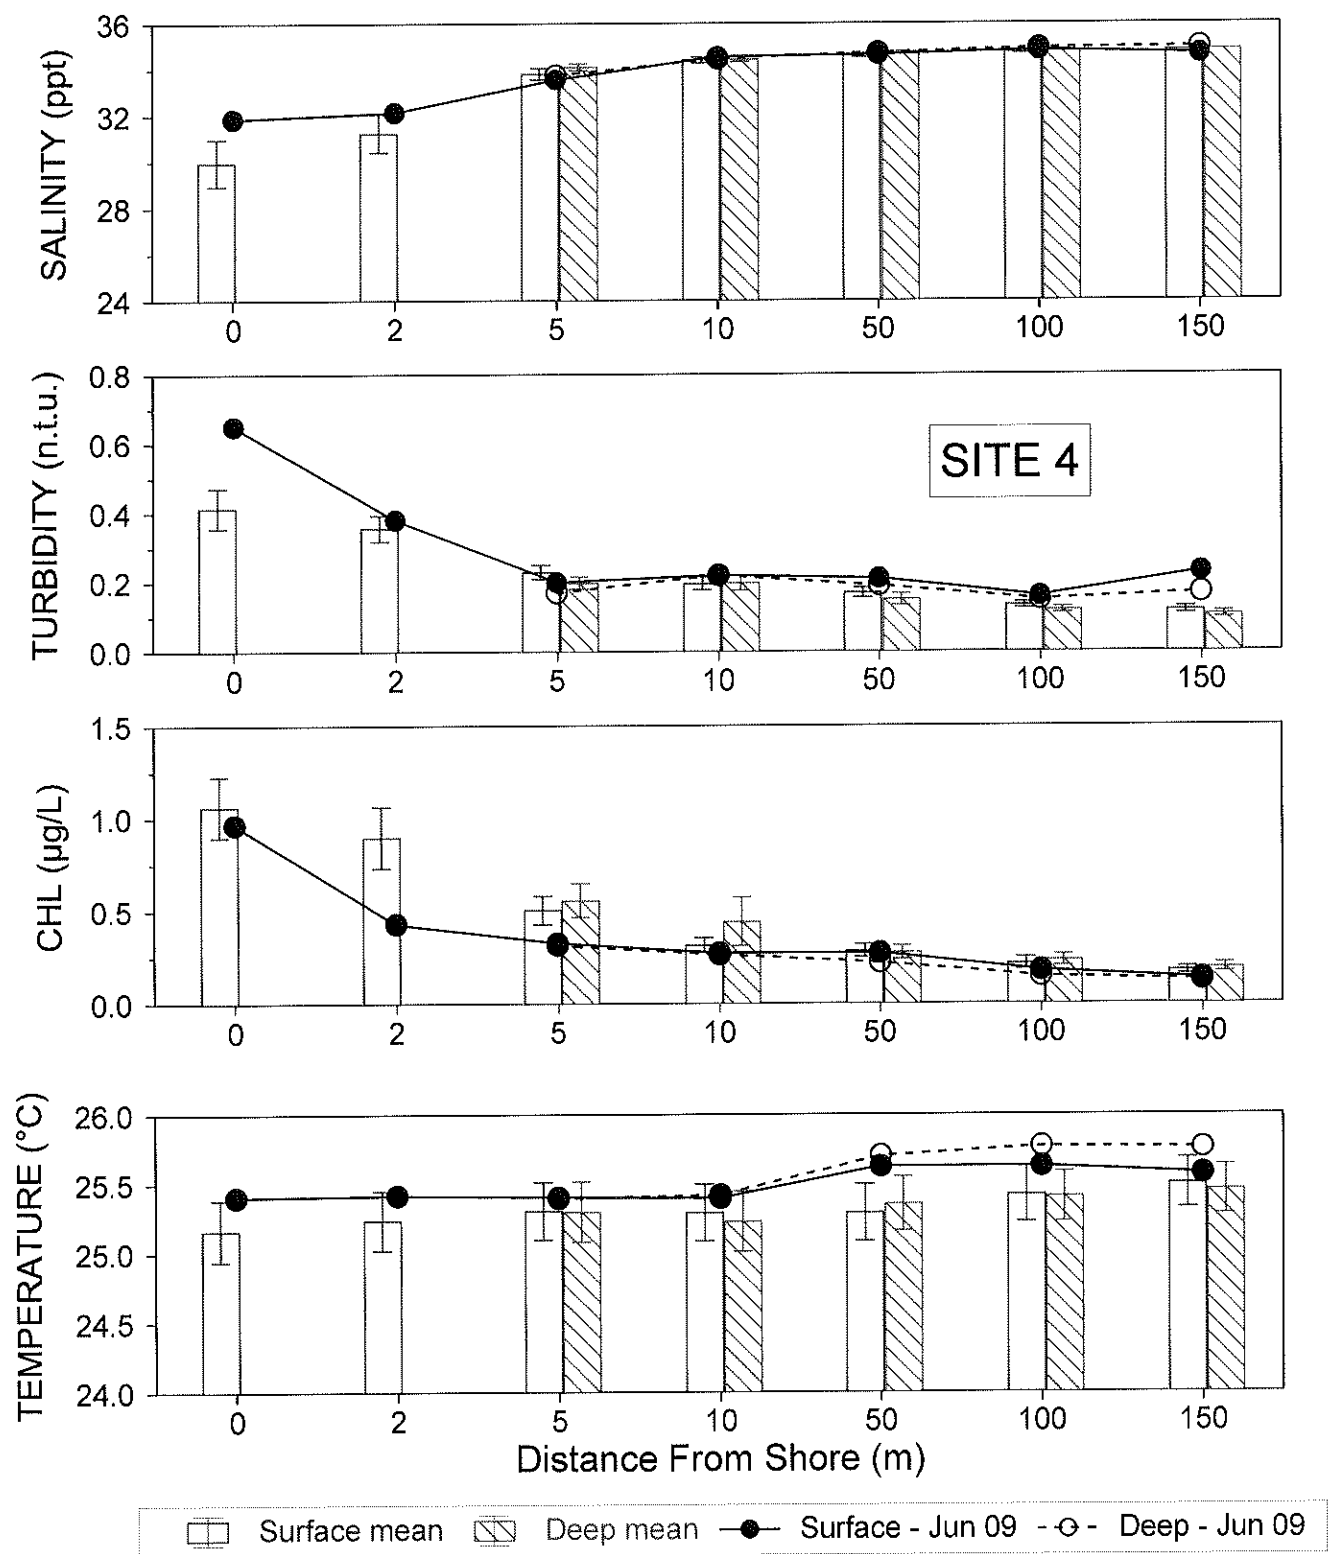 SALINITY (ppt)
36
32
28
24
0 2 5 10 50 100 150
TURBIDITY (n.t.u.)
0.8
0.6
0.4
0.2
0.0
SITE 4
0 2 5 10 50 100 150
CHL (µg/L)
1.5
1.0
0.5
0.0
0 2 5 10 50 100 150
TEMPERATURE (°C)
26.0
25.5
25.0
24.5
24.0
0 2 5 10 50 100 150
Distance From Shore (m)
Surface mean Deep mean Surface - Jun 09 Deep - Jun 09